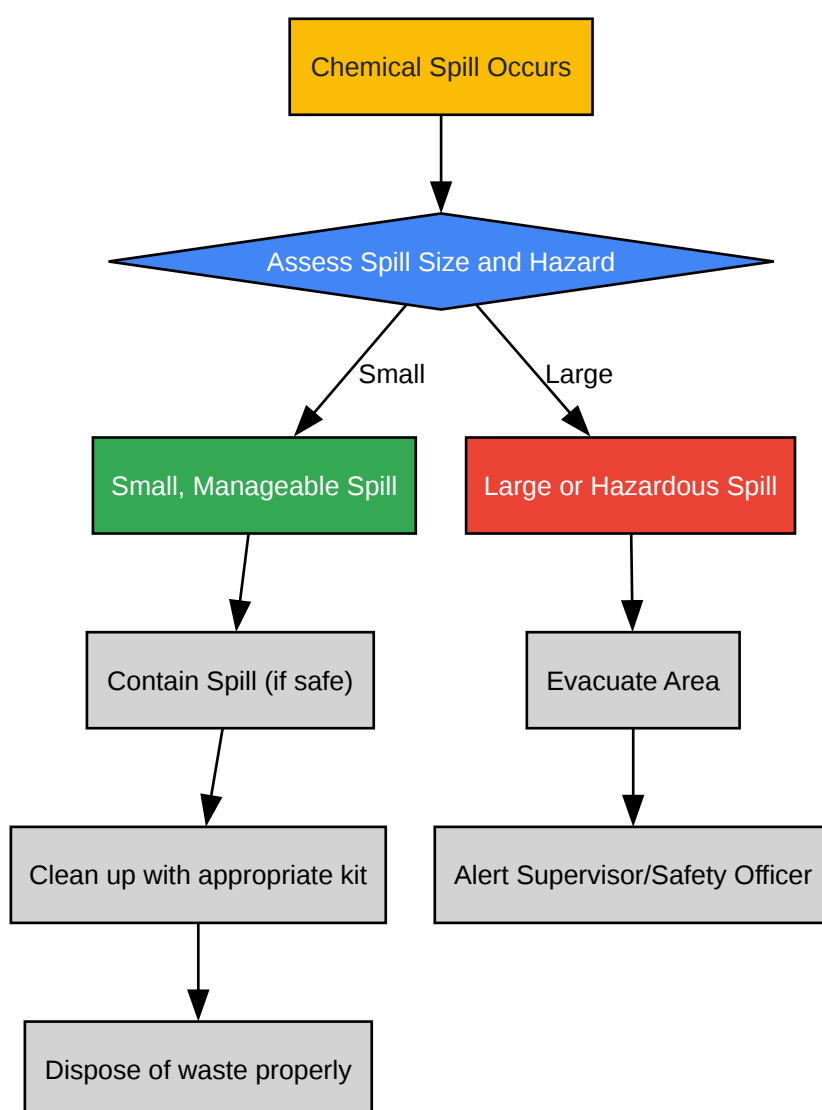 Chemical Spill Occurs
Assess Spill Size and Hazard
Small
Large
Small, Manageable Spill
Large or Hazardous Spill
Contain Spill (if safe)
Evacuate Area
Clean up with appropriate kit
Alert Supervisor/Safety Officer
Dispose of waste properly